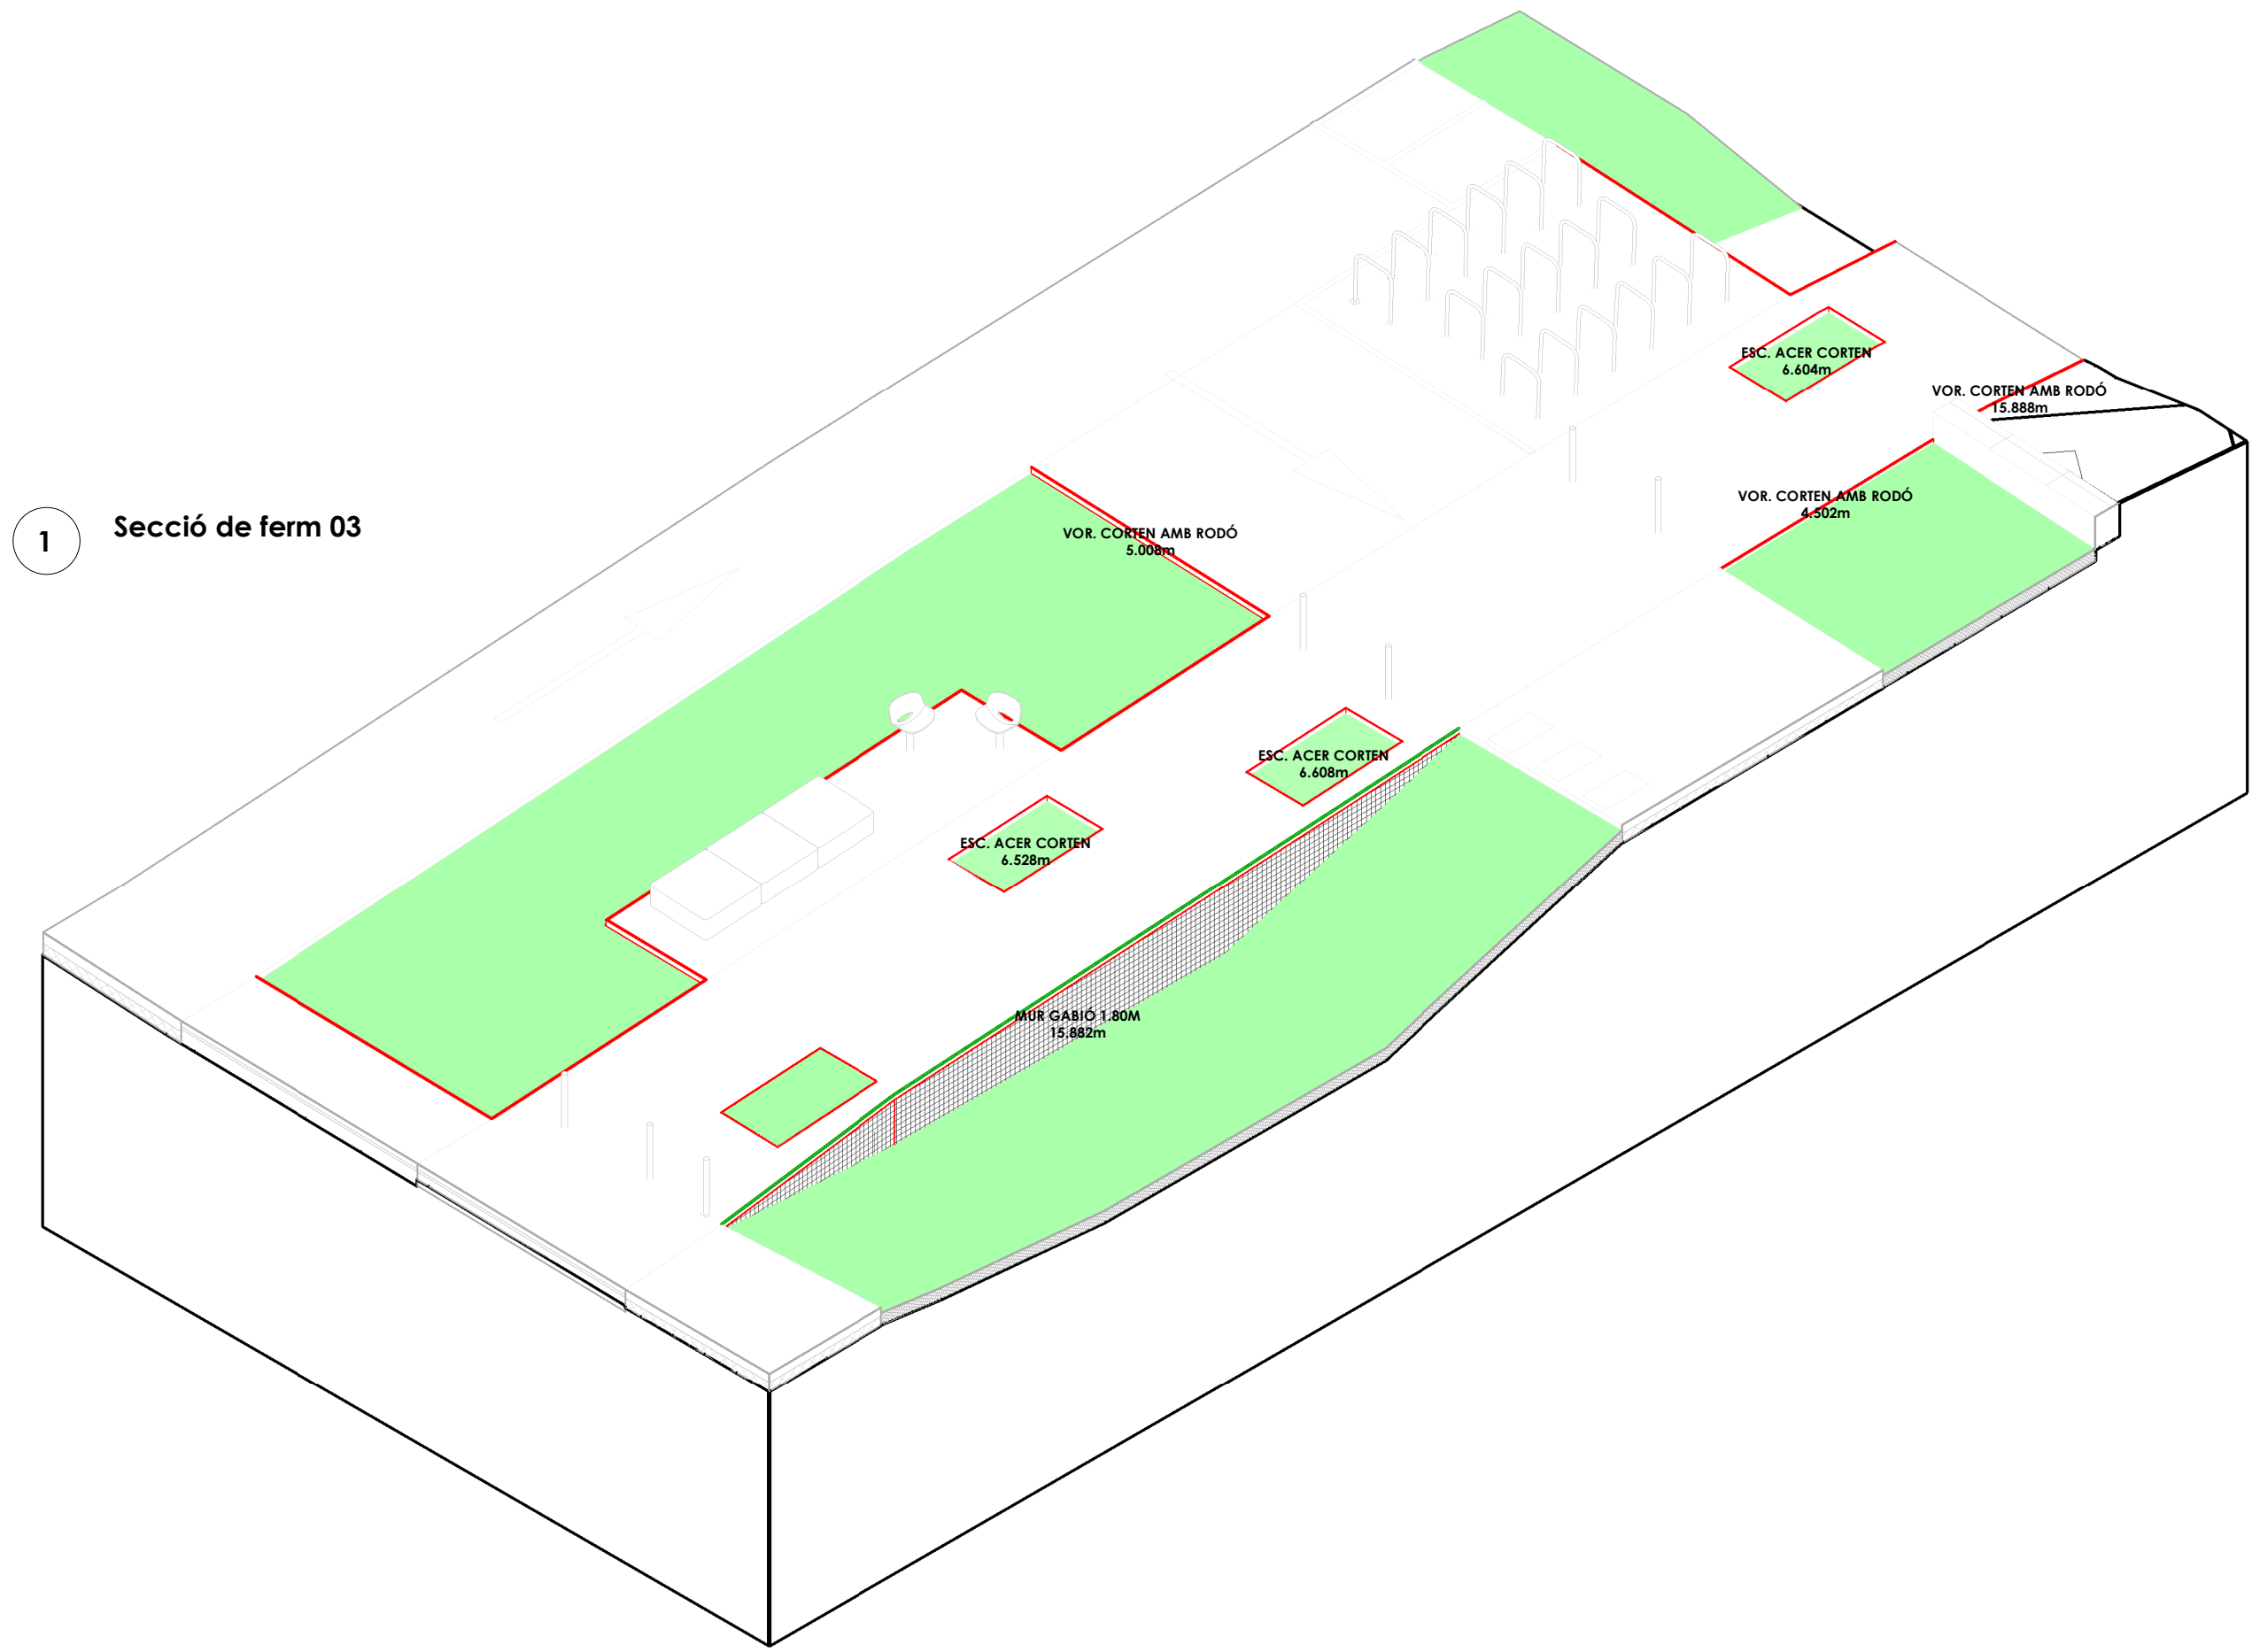 ESC. ACER CORTEN
6.604m
VOR. CORTEN AMB RODÓ
15.888m
VOR. CORTEN AMB RODÓ
4.502m
1
Secció de ferm 03
VOR. CORTEN AMB RODÓ
5.008m
ESC. ACER CORTEN
6.608m
ESC. ACER CORTEN
6.528m
MUR GABIÓ 1.80M
15.882m